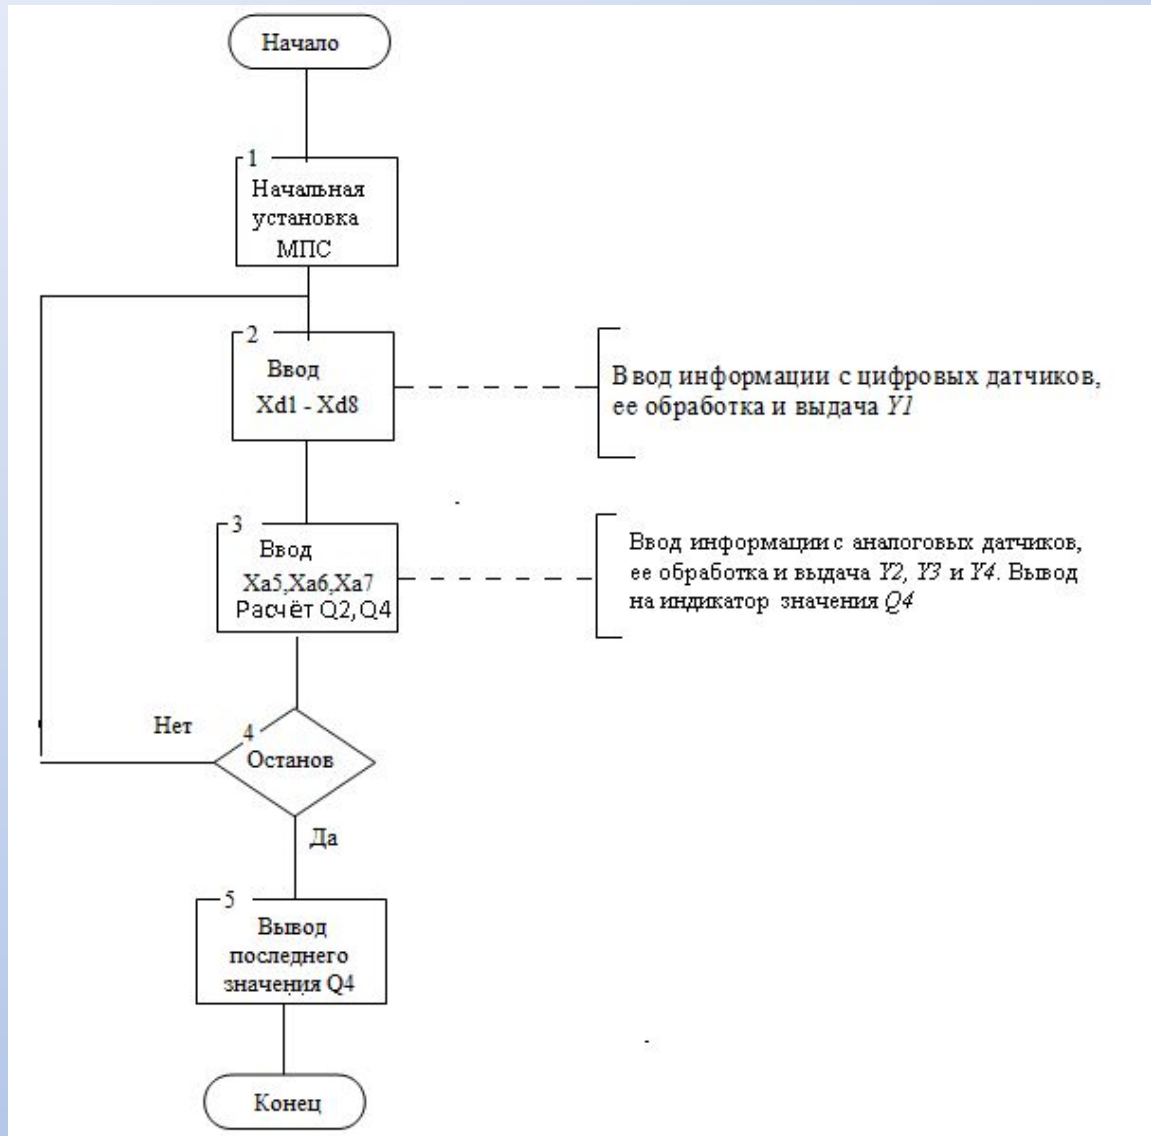 Начало
1
Начальная
установка
МПС
2
Ввод
Xd1 - Xd8
Ввод информации с цифровых датчиков,
ее обработка и выдача Y1
3
Ввод
Xa5,Xa6,Xa7
Расчёт Q2,Q4
Ввод информации с аналоговых датчиков,
ее обработка и выдача Y2, Y3 и Y4. Вывод
на индикатор значения Q4
Нет
4
Останов
Да
5
Вывод
последнего
значения Q4
Конец